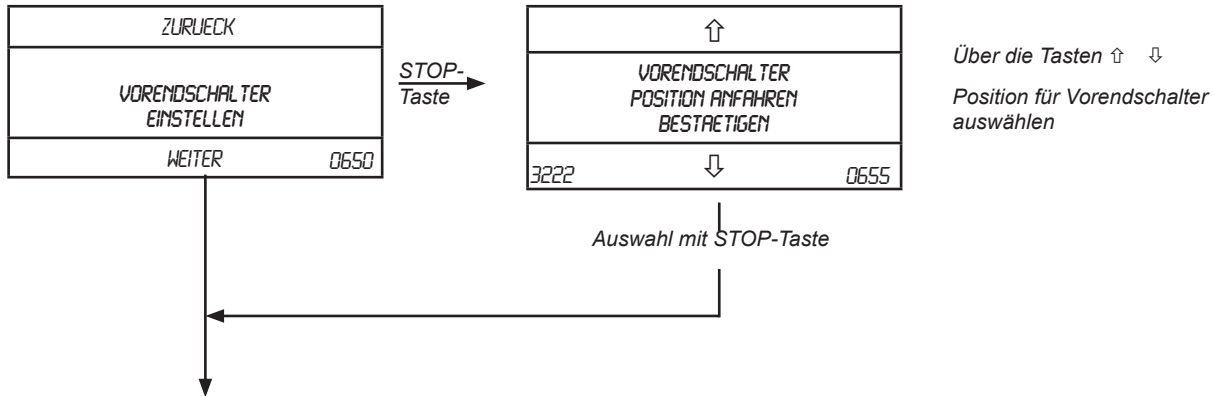 ZURUECK
VORENDSCHALTER
EINSTELLEN
WEITER 0650
STOP-
Taste
⇧
VORENDSCHALTER
POSITION ANFAHREN
BESTAETIGEN
3222 ⇩ 0655
Über die Tasten ⇧ ⇩
Position für Vorendschalter
auswählen
Auswahl mit STOP-Taste